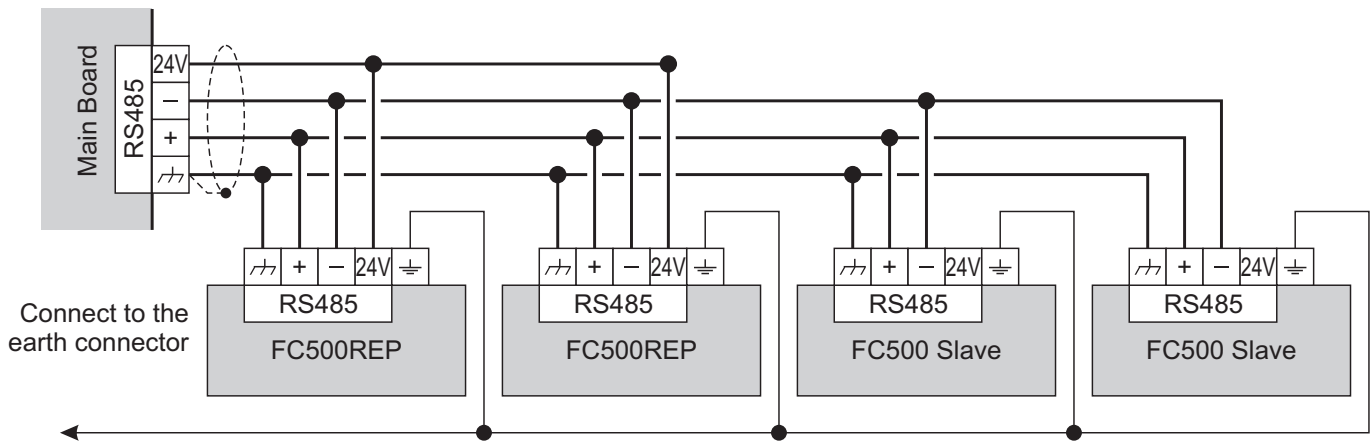 Main Board
RS485
24V
–
+
+ – 24V
RS485
FC500REP
+ – 24V
RS485
FC500REP
+ – 24V
RS485
FC500 Slave
+ – 24V
RS485
FC500 Slave
Connect to the
earth connector